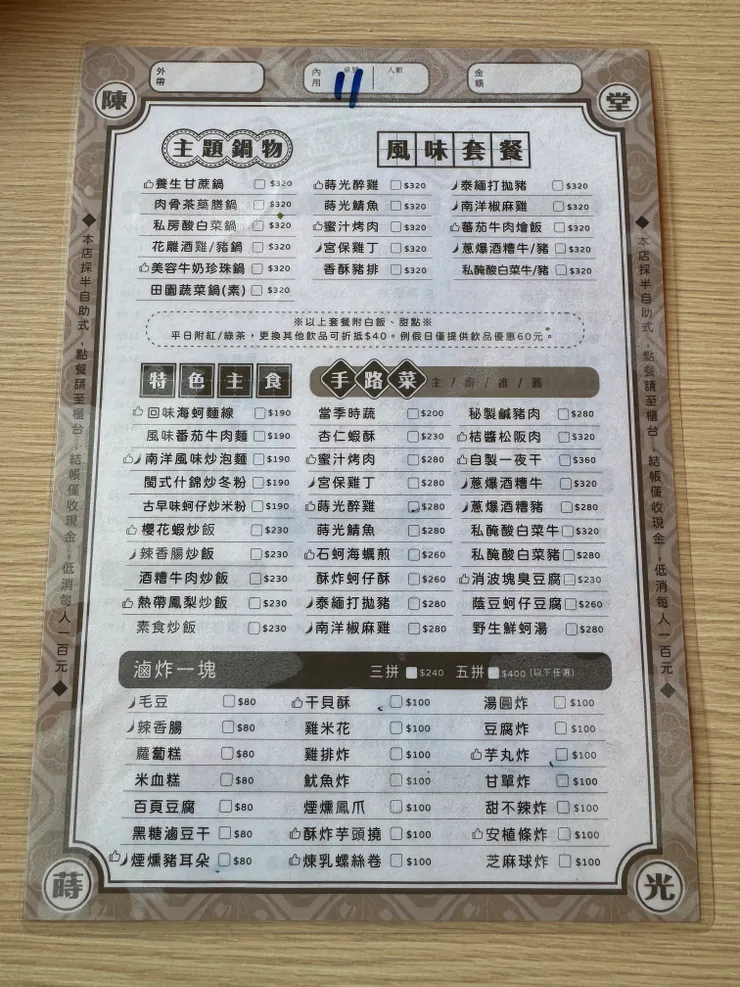 外帶
內用 桌號 人數
11
金額
陳
堂
主題鍋物
養生甘蔗鍋 $320
肉骨茶藥膳鍋 $320
私房酸白菜鍋 $320
花雕酒雞/豬鍋 $320
美容牛奶珍珠鍋 $320
田園蔬菜鍋(素) $320
風味套餐
蒔光醉雞 $320
蒔光鯖魚 $320
蜜汁烤肉 $320
宮保雞丁 $320
香酥豬排 $320
泰緬打拋豬 $320
南洋椒麻雞 $320
蕃茄牛肉燴飯 $320
蔥爆酒糟牛/豬 $320
私醃酸白菜牛/豬 $320
※以上套餐附白飯、甜點※
平日附紅/綠茶，更換其他飲品可折抵$40。例假日僅提供飲品優惠60元。
特色主食
回味海蚵麵線 $190
風味番茄牛肉麵 $190
南洋風味炒泡麵 $190
閩式什錦炒冬粉 $190
古早味蚵仔炒米粉 $190
櫻花蝦炒飯 $230
辣香腸炒飯 $230
酒糟牛肉炒飯 $230
熱帶鳳梨炒飯 $230
素食炒飯 $230
手路菜 主/廚/推/薦
當季時蔬 $200
杏仁蝦酥 $230
蜜汁烤肉 $280
宮保雞丁 $280
蒔光醉雞 $280
蒔光鯖魚 $280
石蚵海蠣煎 $260
酥炸蚵仔酥 $260
泰緬打拋豬 $280
南洋椒麻雞 $280
秘製鹹豬肉 $280
桔醬松阪肉 $320
自製一夜干 $360
蔥爆酒糟牛 $320
蔥爆酒糟豬 $280
私醃酸白菜牛 $320
私醃酸白菜豬 $280
消波塊臭豆腐 $230
蔭豆蚵仔豆腐 $260
野生鮮蚵湯 $280
滷炸一塊 三拼 $240 五拼 $400 (以下任選)
毛豆 $80
辣香腸 $80
蘿蔔糕 $80
米血糕 $80
百頁豆腐 $80
黑糖滷豆干 $80
煙燻豬耳朵 $80
干貝酥 $100
雞米花 $100
雞排炸 $100
魷魚炸 $100
煙燻鳳爪 $100
酥炸芋頭撓 $100
煉乳螺絲卷 $100
湯圓炸 $100
豆腐炸 $100
芋丸炸 $100
甘單炸 $100
甜不辣炸 $100
安植條炸 $100
芝麻球炸 $100
本店採半自助式，點餐請至櫃台，結帳僅收現金，低消每人一百元
本店採半自助式，點餐請至櫃台，結帳僅收現金，低消每人一百元
蒔
光